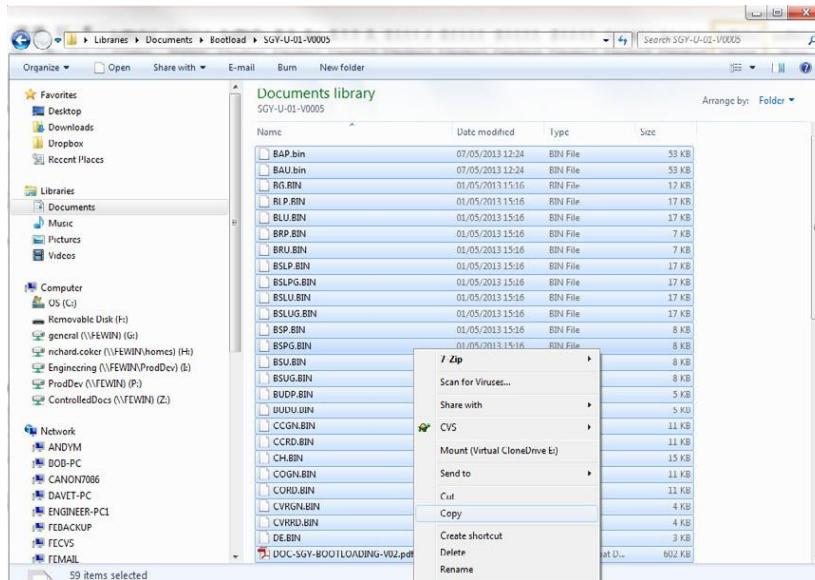 Libraries ▸ Documents ▸ Bootload ▸ SGY-U-01-V0005
Search SGY-U-01-V0005
Organize Open Share with E-mail Burn New folder
Favorites
Desktop
Downloads
Dropbox
Recent Places
Libraries
Documents
Music
Pictures
Videos
Computer
OS (C:)
Removable Disk (F:)
general (\\FEWIN) (G:)
richard.coker (\\FEWIN\homes) (H:)
Engineering (\\FEWIN\ProdDev) (I:)
ProdDev (\\FEWIN) (P:)
ControlledDocs (\\FEWIN) (Z:)
Network
ANDYM
BOB-PC
CANON7086
DAVET-PC
ENGINEER-PC1
FEBACKUP
FECVS
FEMAIL
Documents library
SGY-U-01-V0005
Arrange by: Folder
Name Date modified Type Size
BAP.bin 07/05/2013 12:24 BIN File 53 KB
BAU.bin 07/05/2013 12:24 BIN File 53 KB
BG.BIN 01/05/2013 15:16 BIN File 12 KB
BLP.BIN 01/05/2013 15:16 BIN File 17 KB
BLU.BIN 01/05/2013 15:16 BIN File 17 KB
BRP.BIN 01/05/2013 15:16 BIN File 7 KB
BRU.BIN 01/05/2013 15:16 BIN File 7 KB
BSLP.BIN 01/05/2013 15:16 BIN File 17 KB
BSLPG.BIN 01/05/2013 15:16 BIN File 17 KB
BSLU.BIN 01/05/2013 15:16 BIN File 17 KB
BSLUG.BIN 01/05/2013 15:16 BIN File 17 KB
BSP.BIN 01/05/2013 15:16 BIN File 8 KB
BSPG.BIN 01/05/2013 15:16 BIN File 8 KB
BSU.BIN 8 KB
BSUG.BIN 8 KB
BUDP.BIN 5 KB
BUDU.BIN 5 KB
CCGN.BIN 11 KB
CCRD.BIN 11 KB
CH.BIN 15 KB
COGN.BIN 11 KB
CORD.BIN 11 KB
CVRGN.BIN 4 KB
CVRRD.BIN 4 KB
DE.BIN 3 KB
DOC-SGY-BOOTLOADING-V02.pdf at D... 602 KB
7-Zip
Scan for Viruses...
Share with
CVS
Mount (Virtual CloneDrive E:)
Send to
Cut
Copy
Create shortcut
Delete
Rename
59 items selected